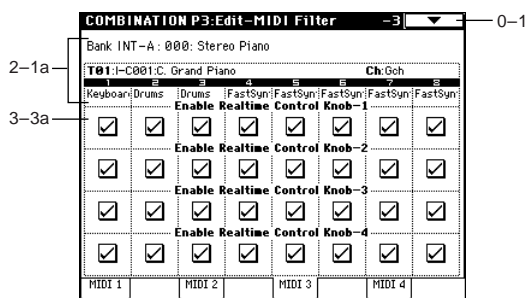 COMBINATION P3:Edit-MIDI Filter -3
0–1
Bank INT-A : 000: Stereo Piano
2–1a
T01:I-C001:C. Grand Piano Ch:Gch
1 2 3 4 5 6 7 8
Keyboar Drums Drums FastSyn FastSyn FastSyn FastSyn FastSyn
Enable Realtime Control Knob-1
3–3a
Enable Realtime Control Knob-2
Enable Realtime Control Knob-3
Enable Realtime Control Knob-4
MIDI 1 MIDI 2 MIDI 3 MIDI 4